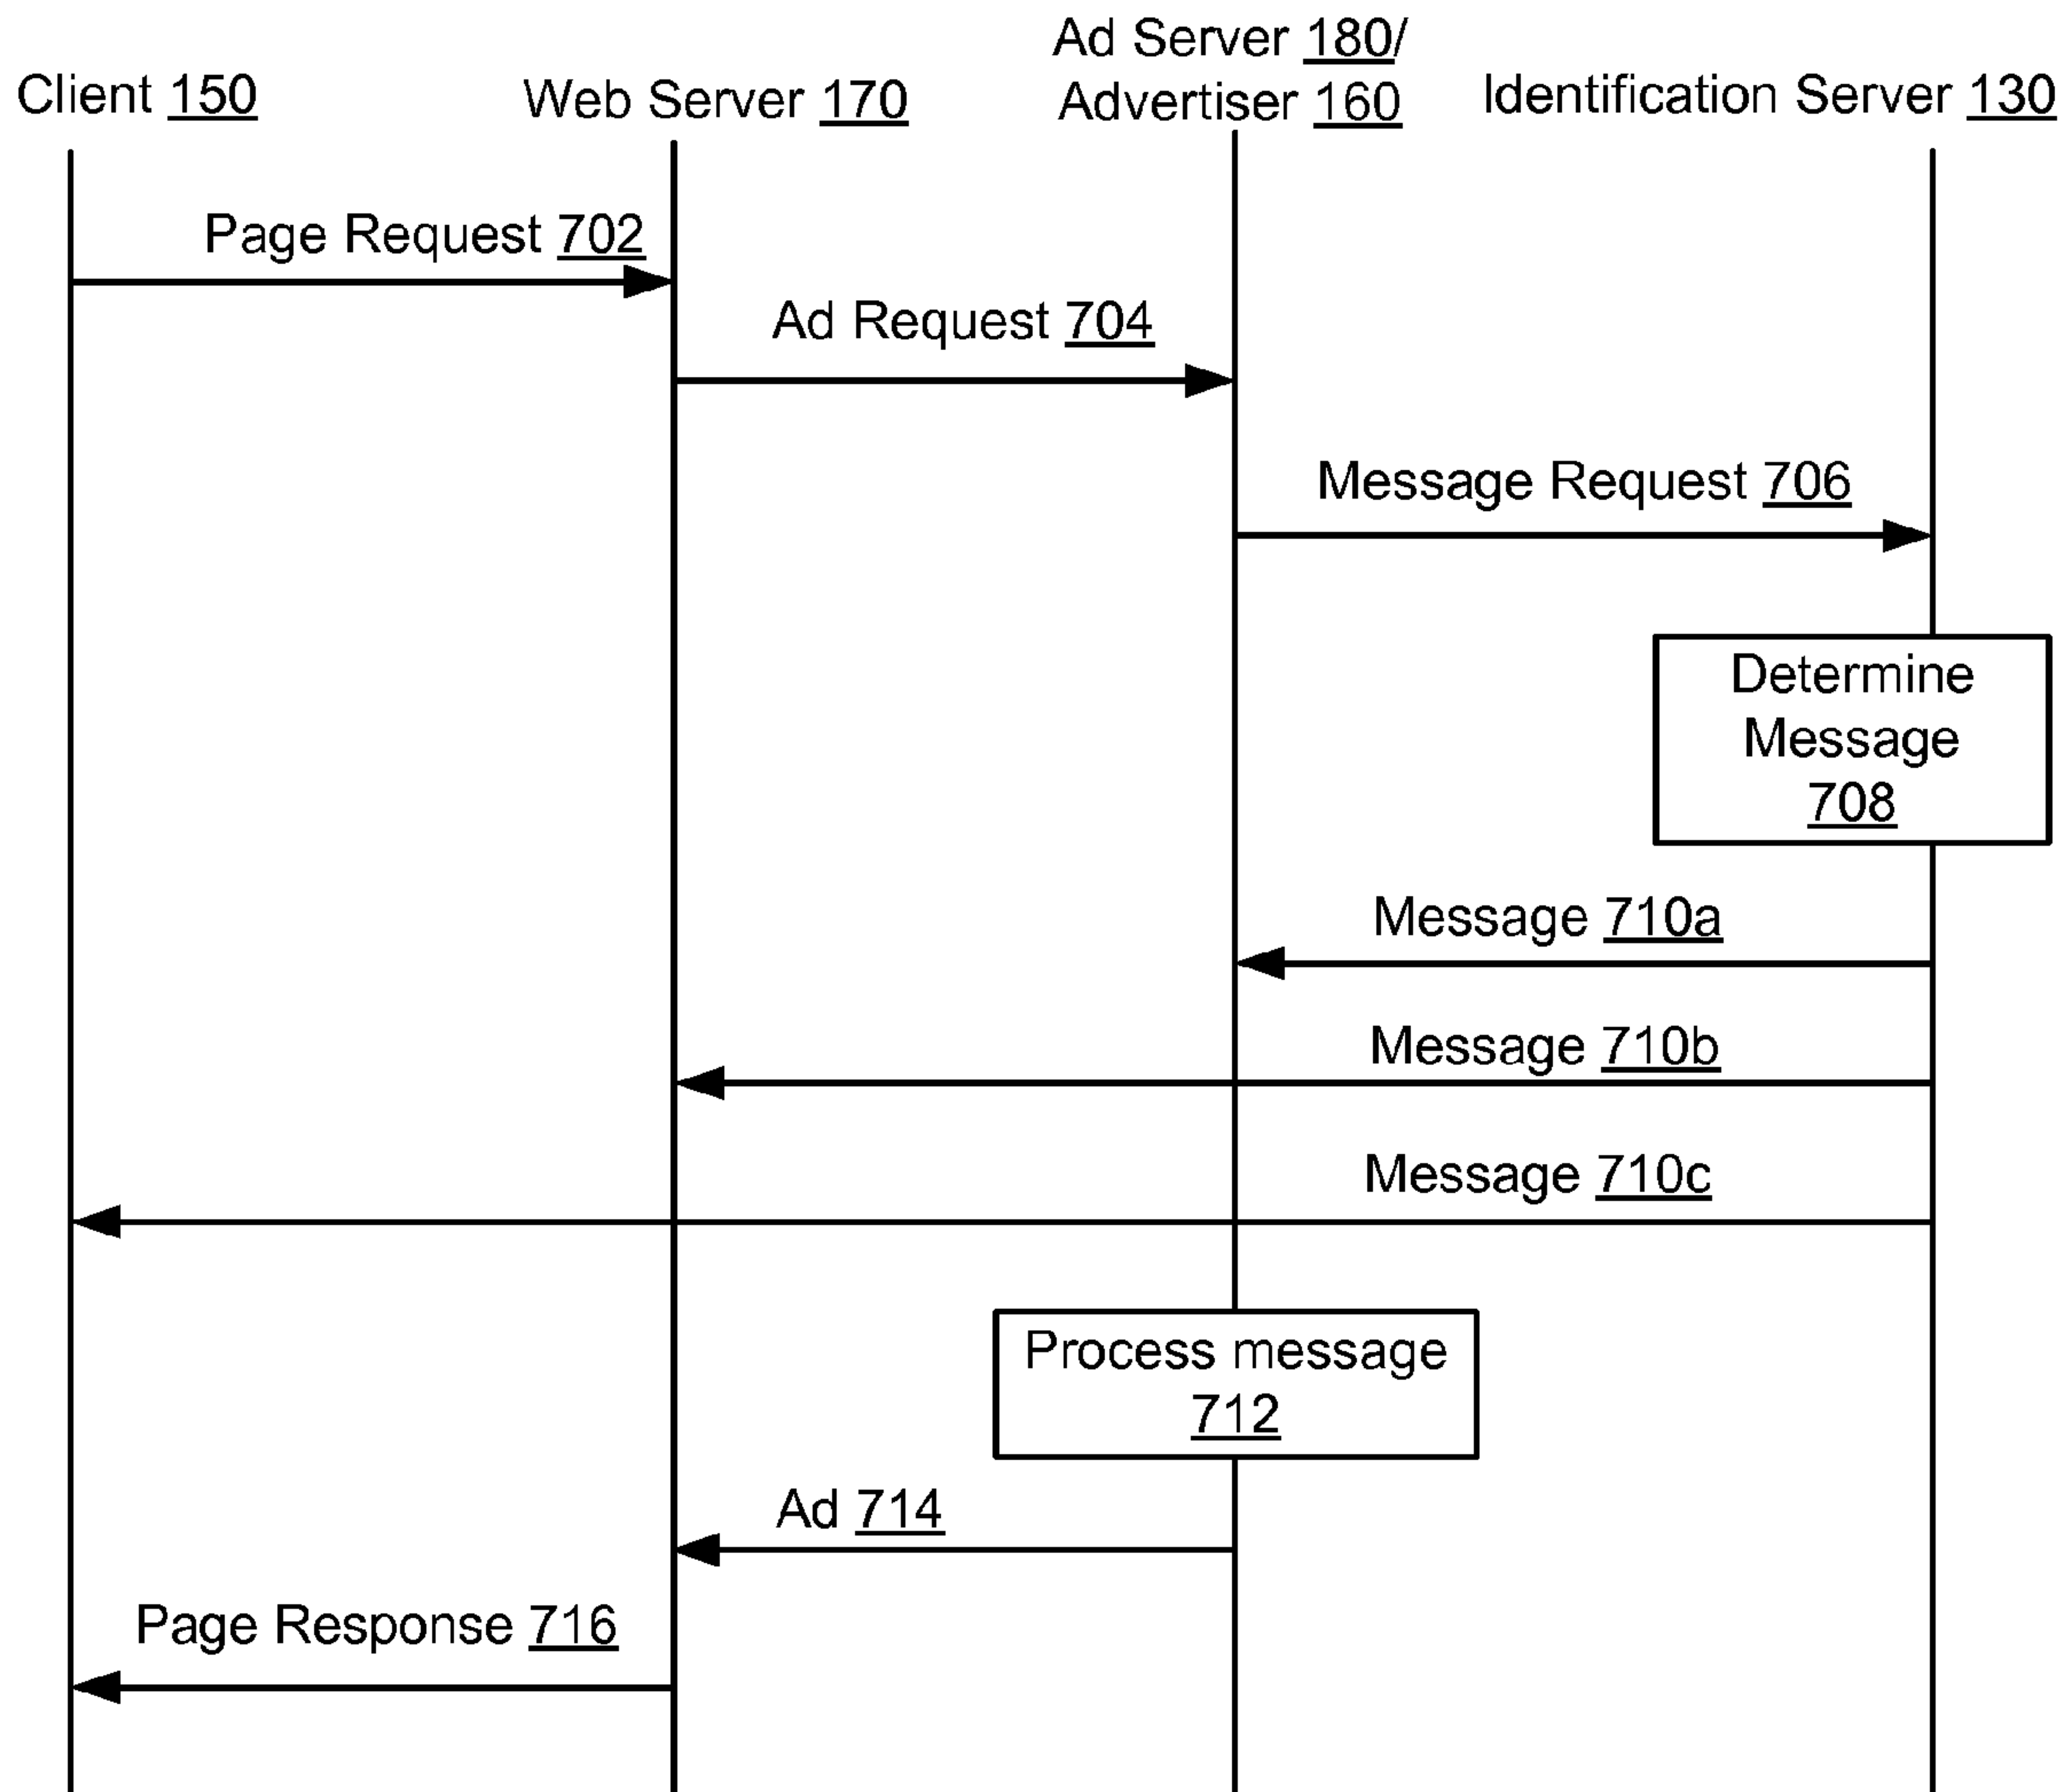 Client 150
Web Server 170
Ad Server 180/
Advertiser 160
Identification Server 130
Page Request 702
Ad Request 704
Message Request 706
Determine
Message
708
Message 710a
Message 710b
Message 710c
Process message
712
Ad 714
Page Response 716